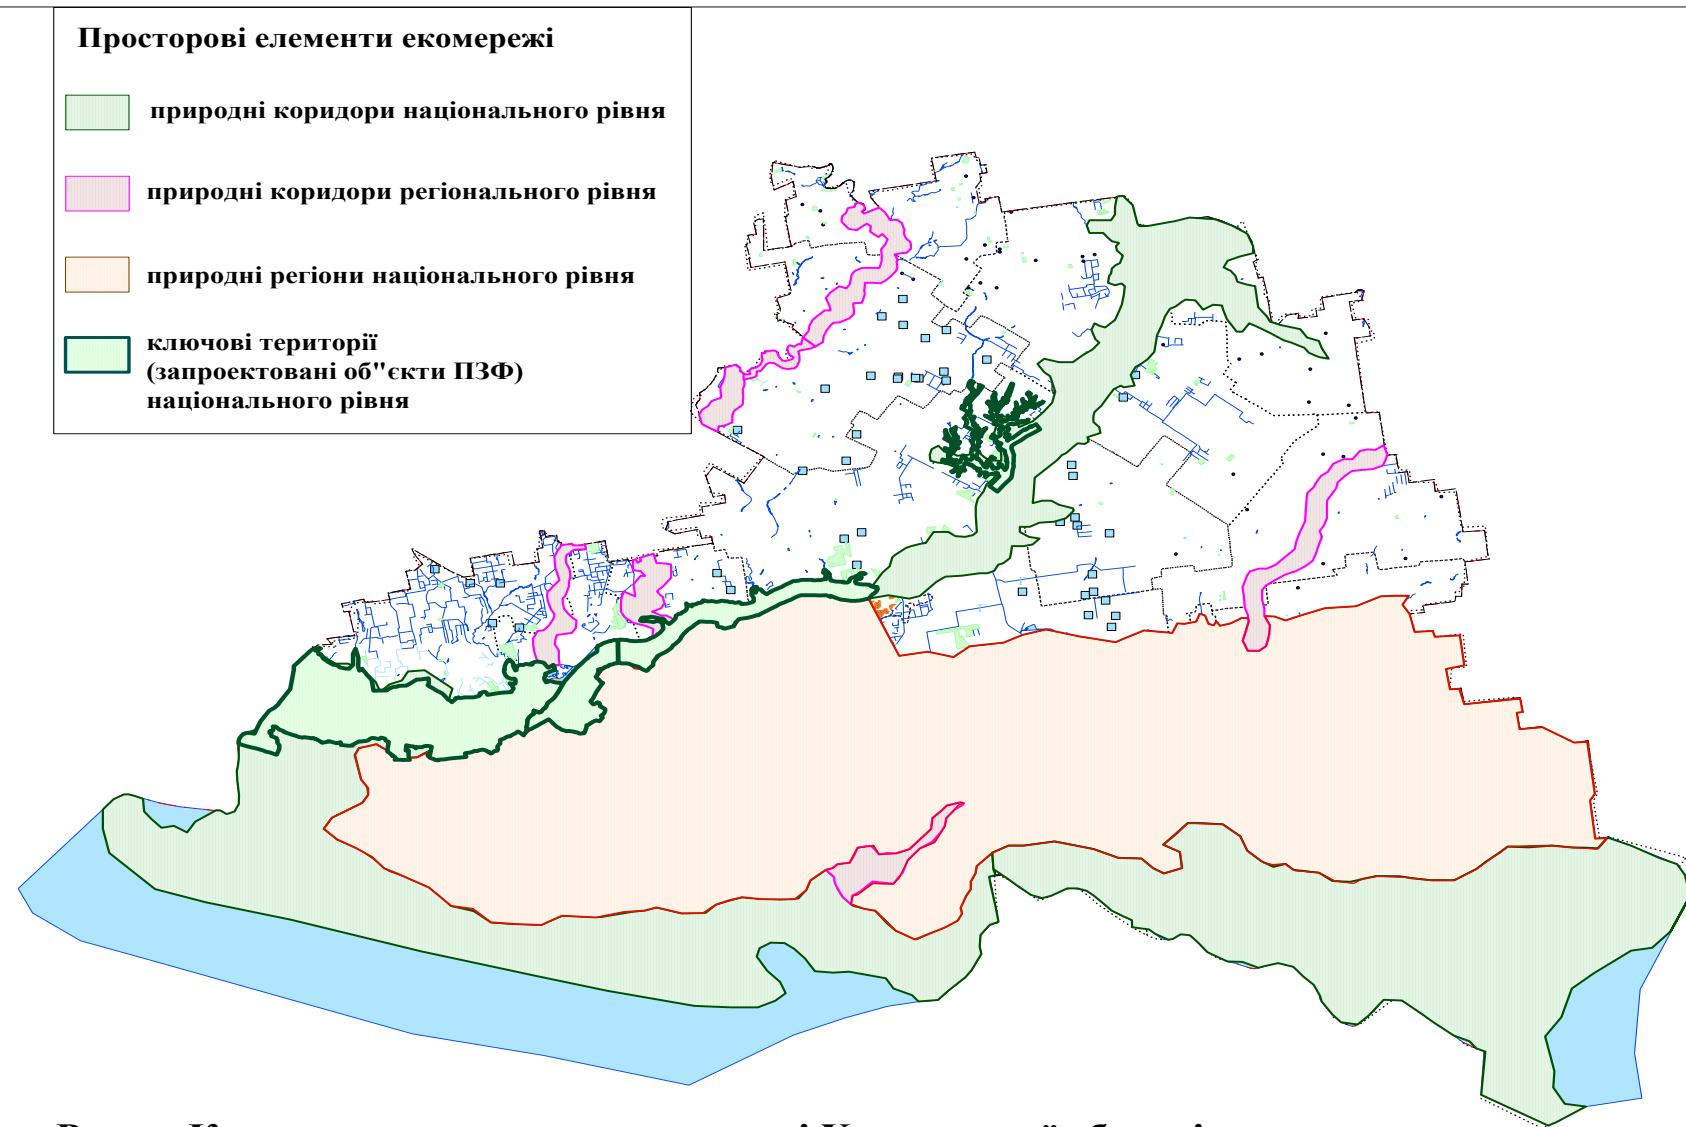 Просторові елементи екомережі
природні коридори національного рівня
природні коридори регіонального рівня
природні регіони національного рівня
ключові території
(запроектовані об"єкти ПЗФ)
національного рівня